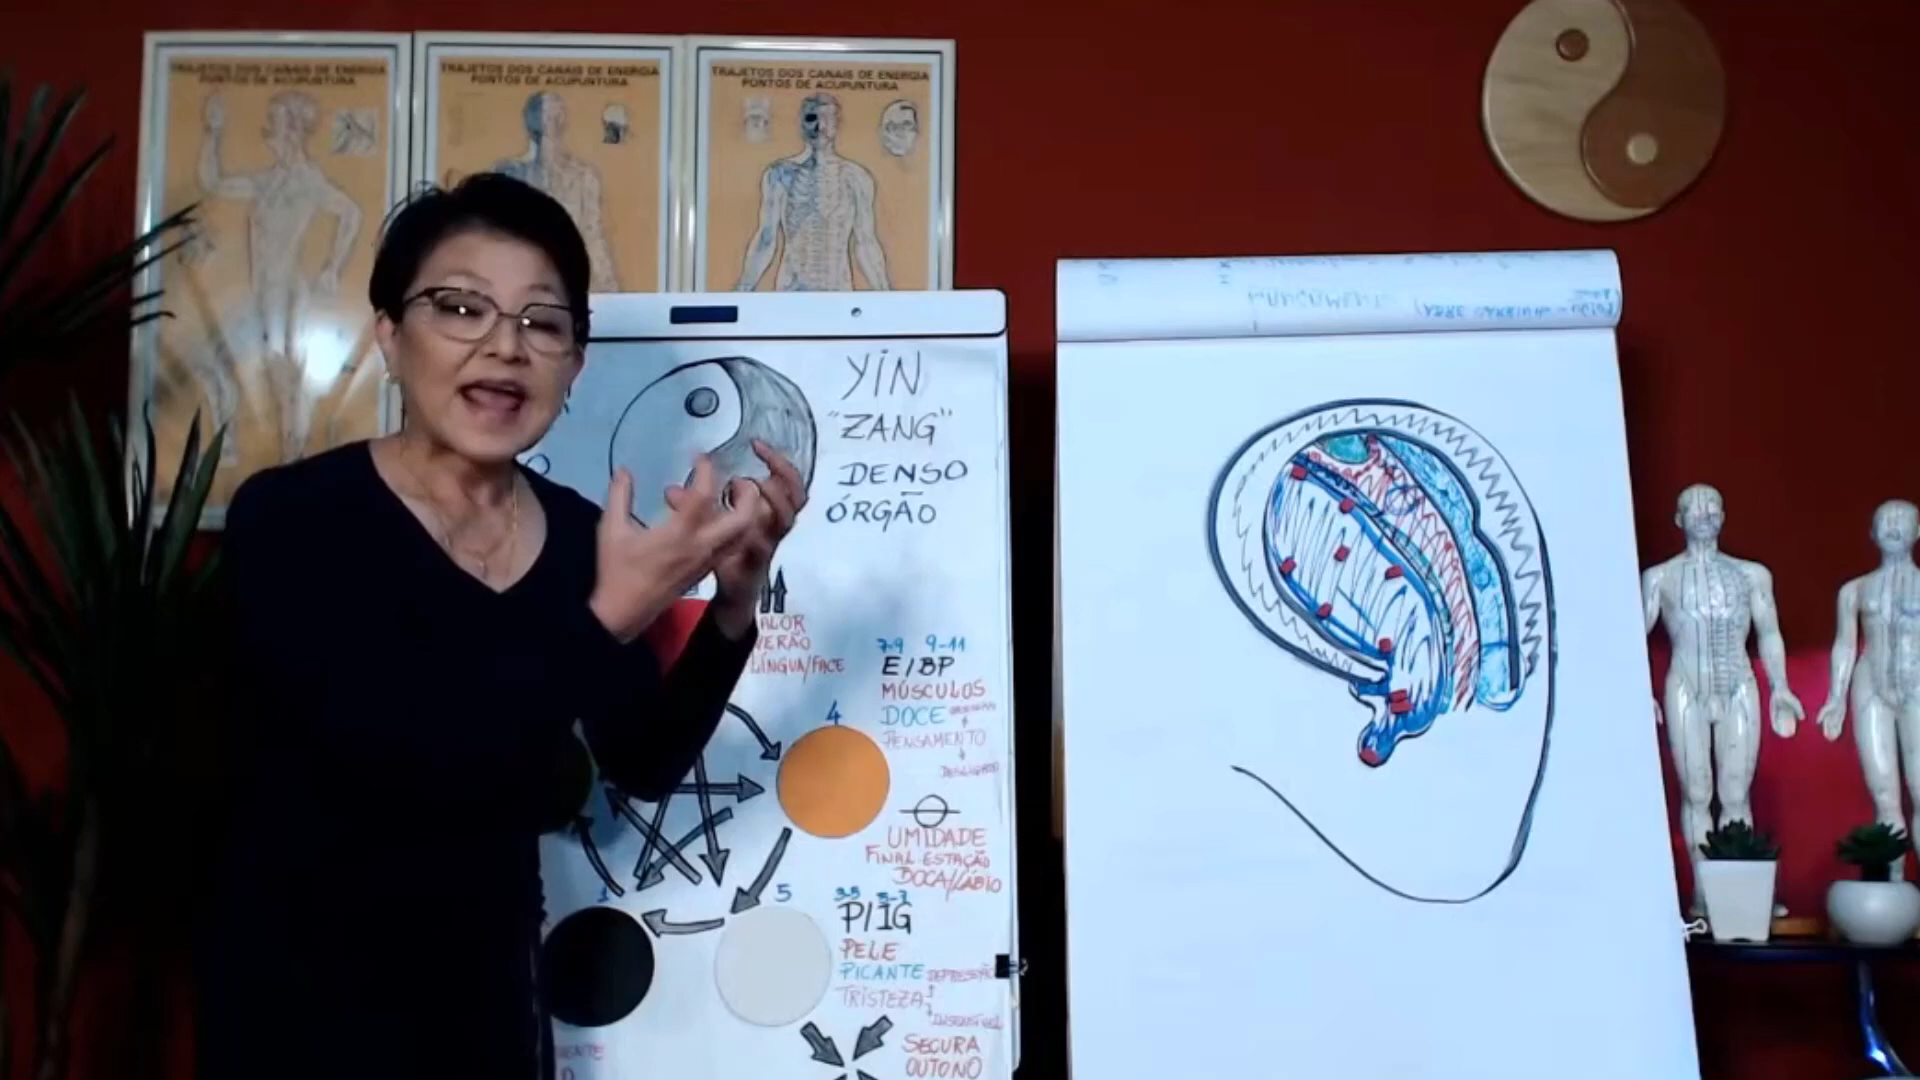 TRAJETOS DOS CANAIS DE ENERGIA
PONTOS DE ACUPUNTURA
TRAJETOS DOS CANAIS DE ENERGIA
PONTOS DE ACUPUNTURA
TRAJETOS DOS CANAIS DE ENERGIA
PONTOS DE ACUPUNTURA
YIN
"ZANG"
DENSO
ÓRGÃO
ALOR
VERÃO
LÍNGUA/FACE
7-9 9-11
E/BP
MÚSCULOS
DOCE
PENSAMENTO
4
UMIDADE
FINAL ESTAÇÃO
BOCA/LÁBIO
1
5
3-5 5-7
P/IG
PELE
PICANTE DEPRESSÃO
TRISTEZA
SECURA
OUTONO